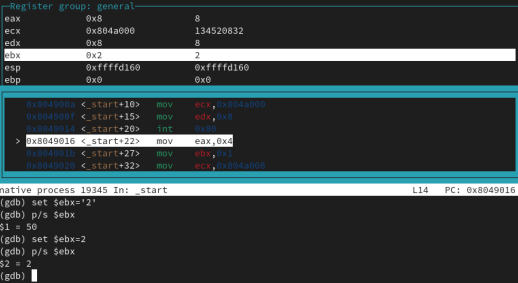 Register group: general
eax 0x8 8
ecx 0x804a000 134520832
edx 0x8 8
ebx 0x2 2
esp 0xffffd160 0xffffd160
ebp 0x0 0x0
0x804900a <_start+10> mov ecx,0x804a000
0x804900f <_start+15> mov edx,0x8
0x8049014 <_start+20> int 0x80
> 0x8049016 <_start+22> mov eax,0x4
0x804901b <_start+27> mov ebx,0x1
0x8049020 <_start+32> mov ecx,0x804a008
native process 19345 In: _start L14 PC: 0x8049016
(gdb) set $ebx='2'
(gdb) p/s $ebx
$1 = 50
(gdb) set $ebx=2
(gdb) p/s $ebx
$2 = 2
(gdb)